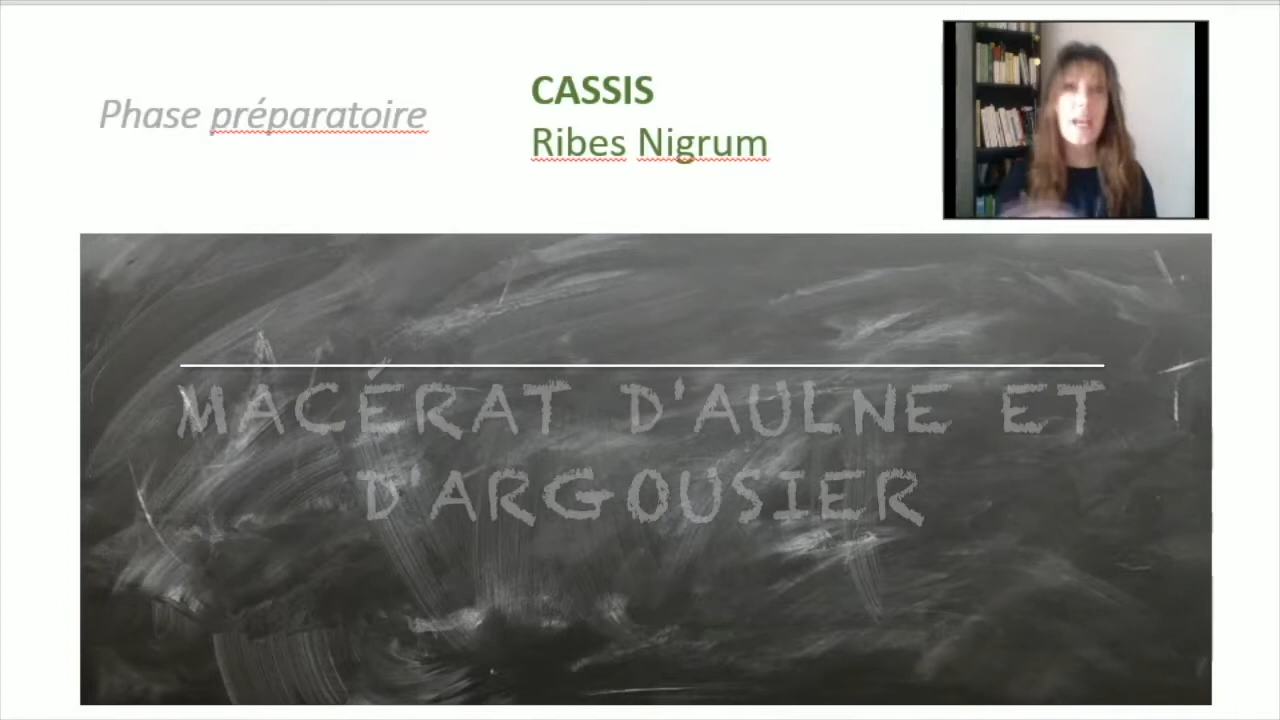 Phase préparatoire
CASSIS
Ribes Nigrum
MACÉRAT D'AULNE ET
D'ARGOUSIER